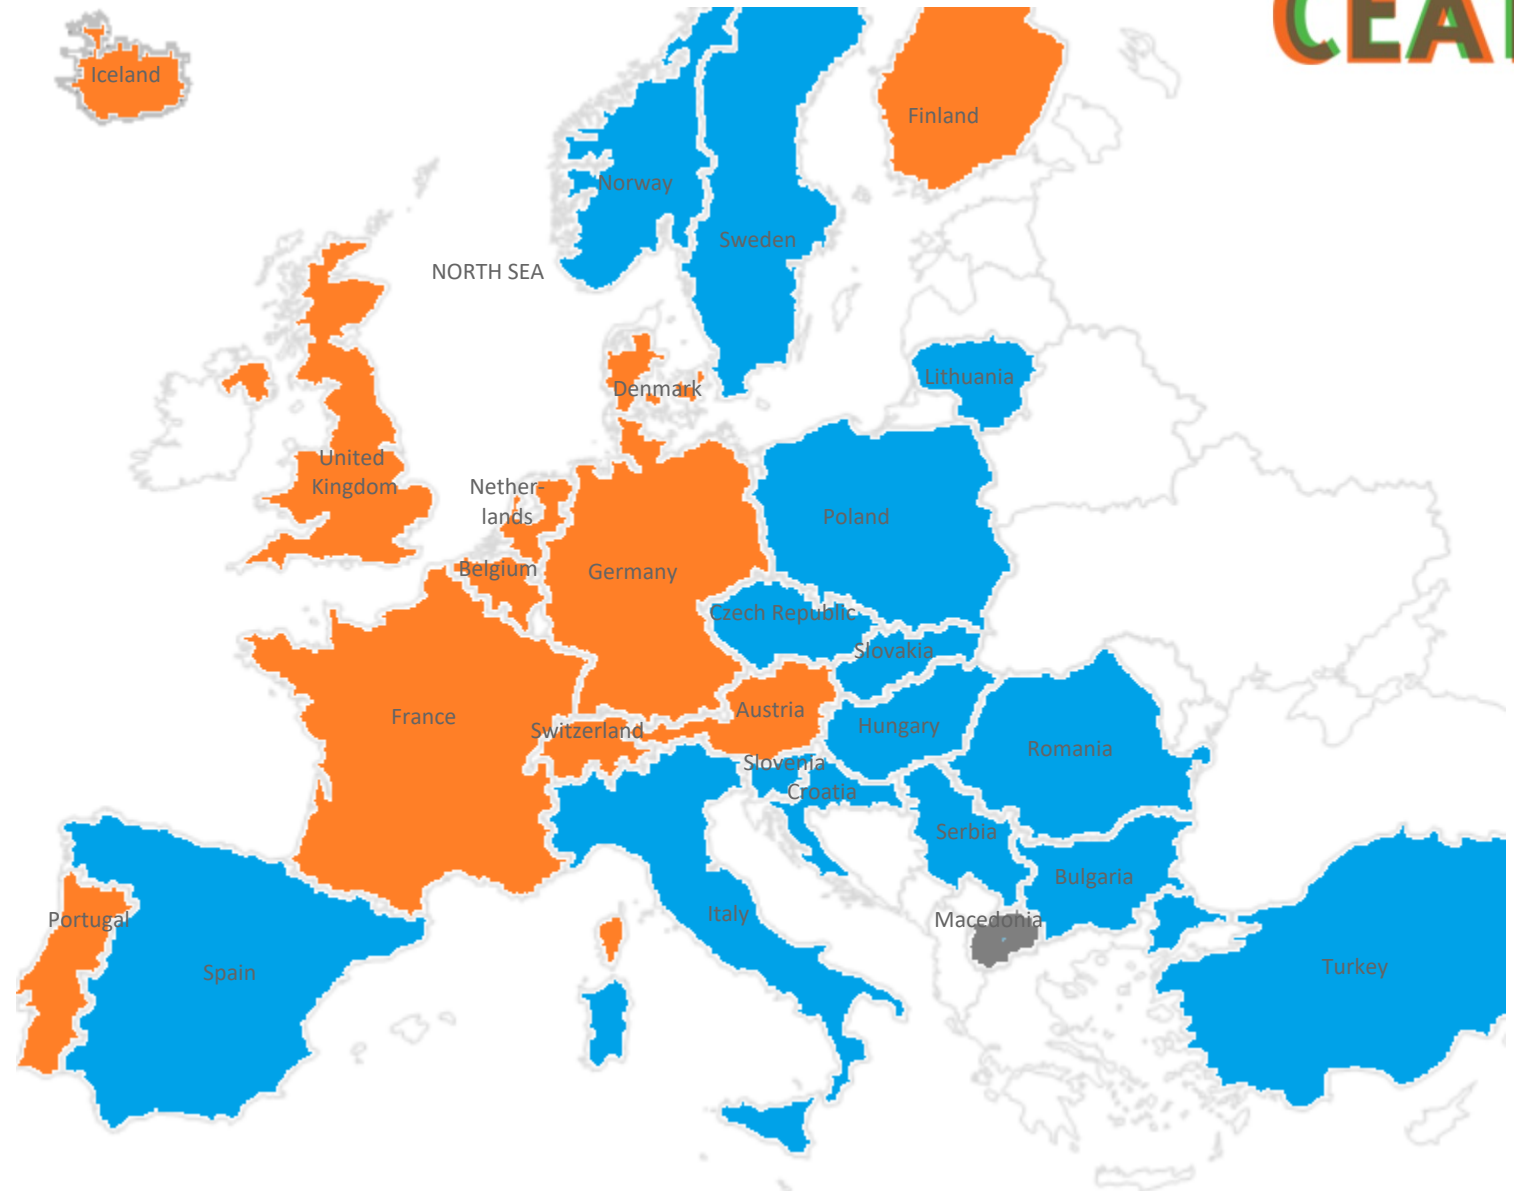 CEA
Iceland
Finland
Norway
Sweden
NORTH SEA
Lithuania
Denmark
United
Kingdom
Nether-
lands
Poland
Belgium
Germany
Czech Republic
Slovakia
France
Austria
Switzerland
Hungary
Romania
Slovenia
Croatia
Serbia
Bulgaria
Portugal
Italy
Macedonia
Spain
Turkey